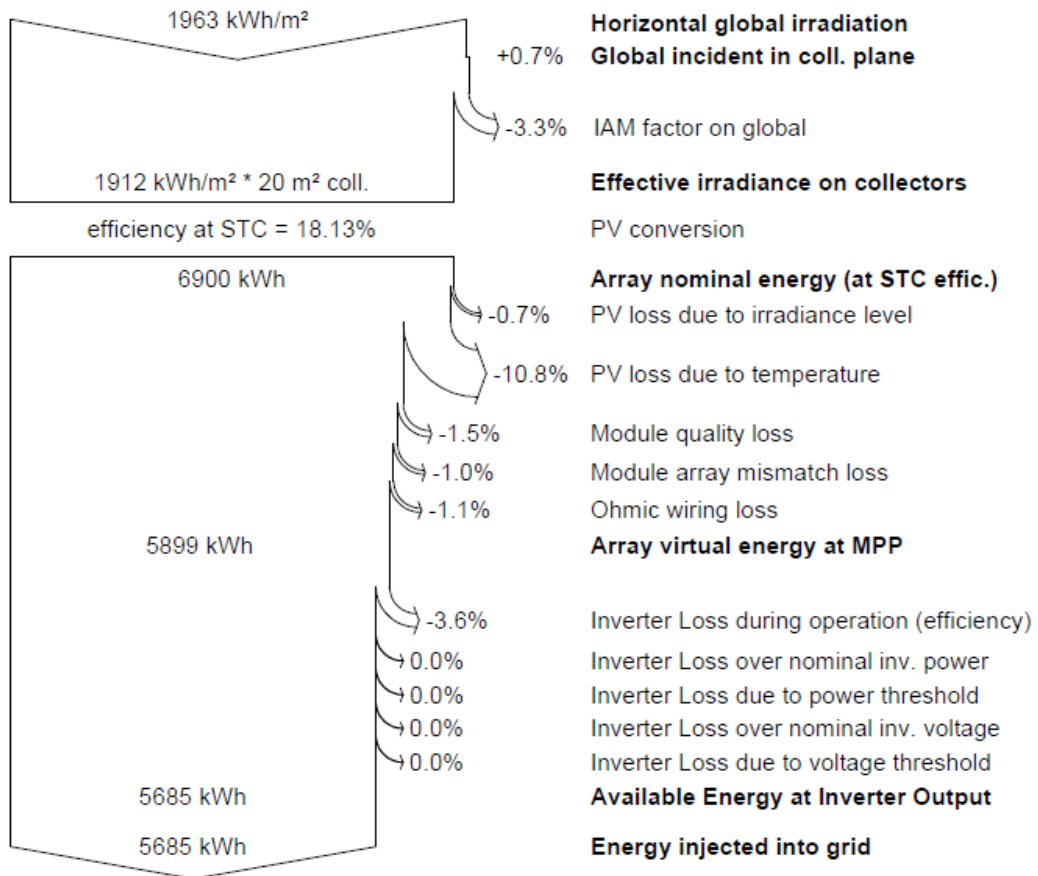 1963 kWh/m² Horizontal global irradiation
+0.7% Global incident in coll. plane
-3.3% IAM factor on global
1912 kWh/m² * 20 m² coll. Effective irradiance on collectors
efficiency at STC = 18.13% PV conversion
6900 kWh Array nominal energy (at STC effic.)
-0.7% PV loss due to irradiance level
-10.8% PV loss due to temperature
-1.5% Module quality loss
-1.0% Module array mismatch loss
-1.1% Ohmic wiring loss
5899 kWh Array virtual energy at MPP
-3.6% Inverter Loss during operation (efficiency)
0.0% Inverter Loss over nominal inv. power
0.0% Inverter Loss due to power threshold
0.0% Inverter Loss over nominal inv. voltage
0.0% Inverter Loss due to voltage threshold
5685 kWh Available Energy at Inverter Output
5685 kWh Energy injected into grid